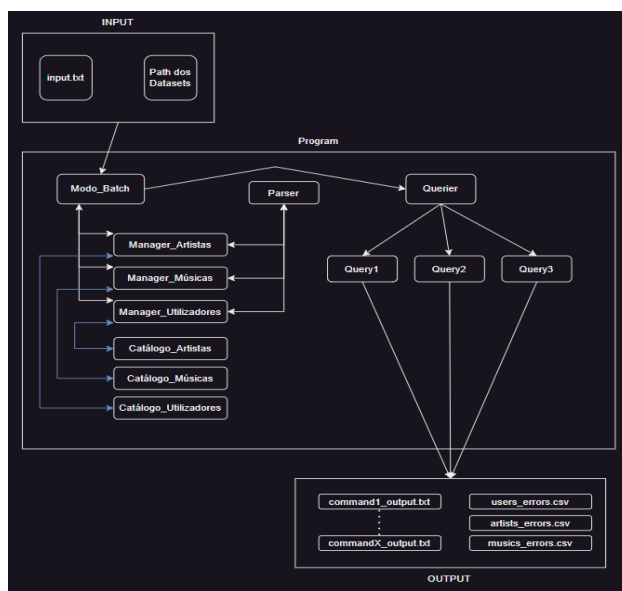 INPUT
input.txt
Path dos
Datasets
Program
Modo_Batch
Parser
Querier
Manager_Artistas
Manager_Músicas
Manager_Utilizadores
Catálogo_Artistas
Catálogo_Músicas
Catálogo_Utilizadores
Query1
Query2
Query3
command1_output.txt
commandX_output.txt
users_errors.csv
artists_errors.csv
musics_errors.csv
OUTPUT